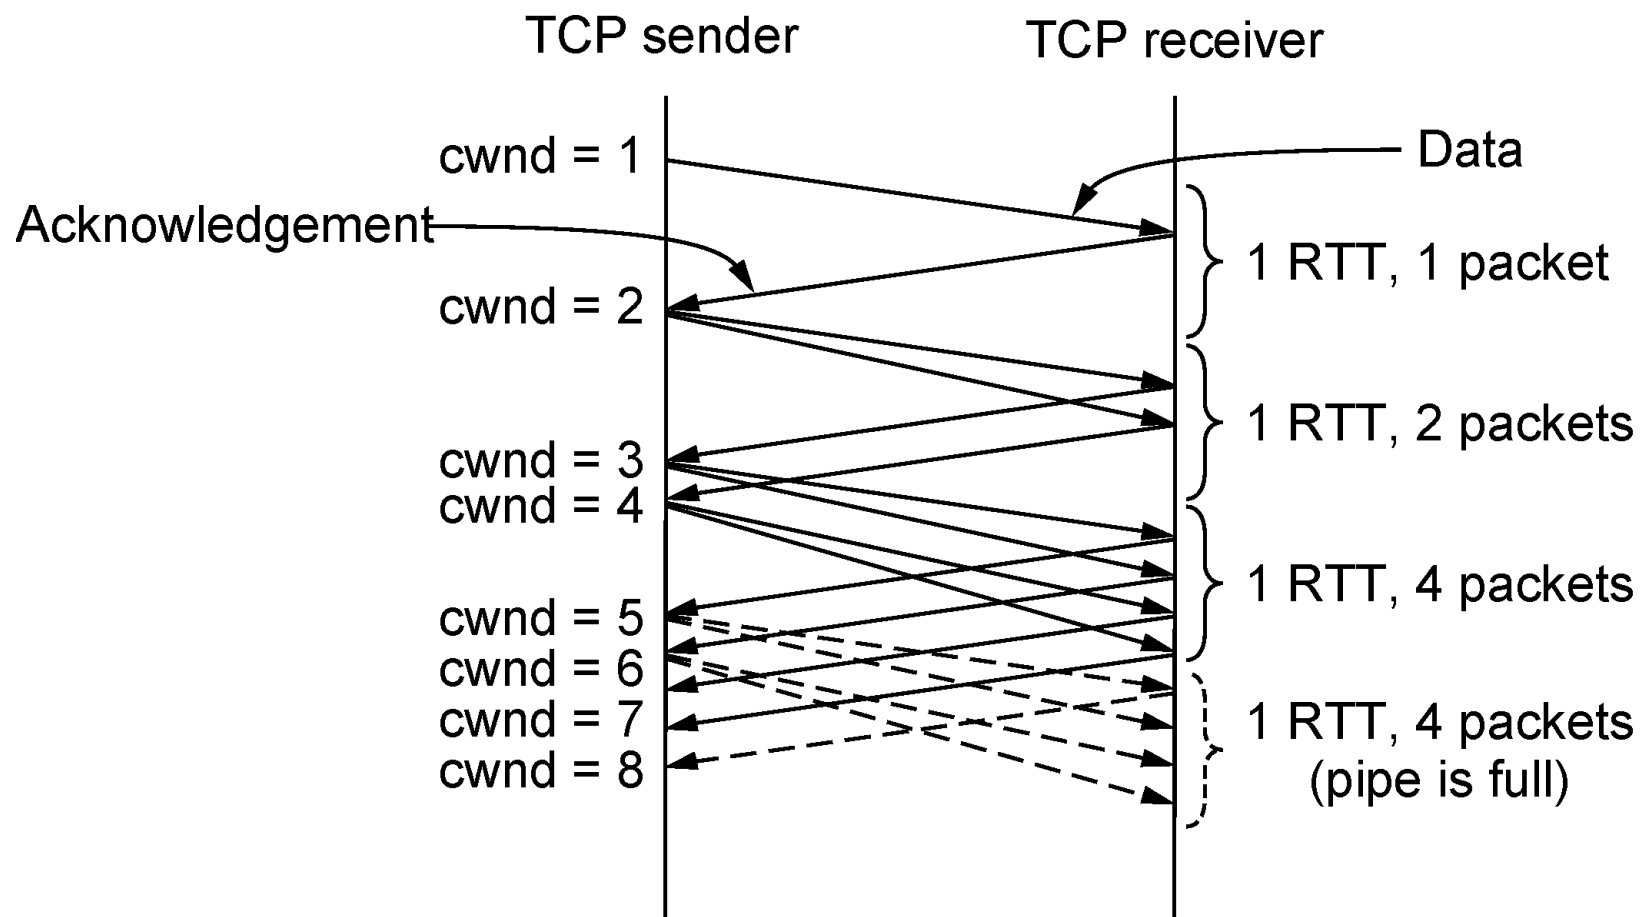 TCP sender
TCP receiver
cwnd = 1
Data
Acknowledgement
1 RTT, 1 packet
cwnd = 2
1 RTT, 2 packets
cwnd = 3
cwnd = 4
1 RTT, 4 packets
cwnd = 5
cwnd = 6
cwnd = 7
1 RTT, 4 packets
cwnd = 8
(pipe is full)